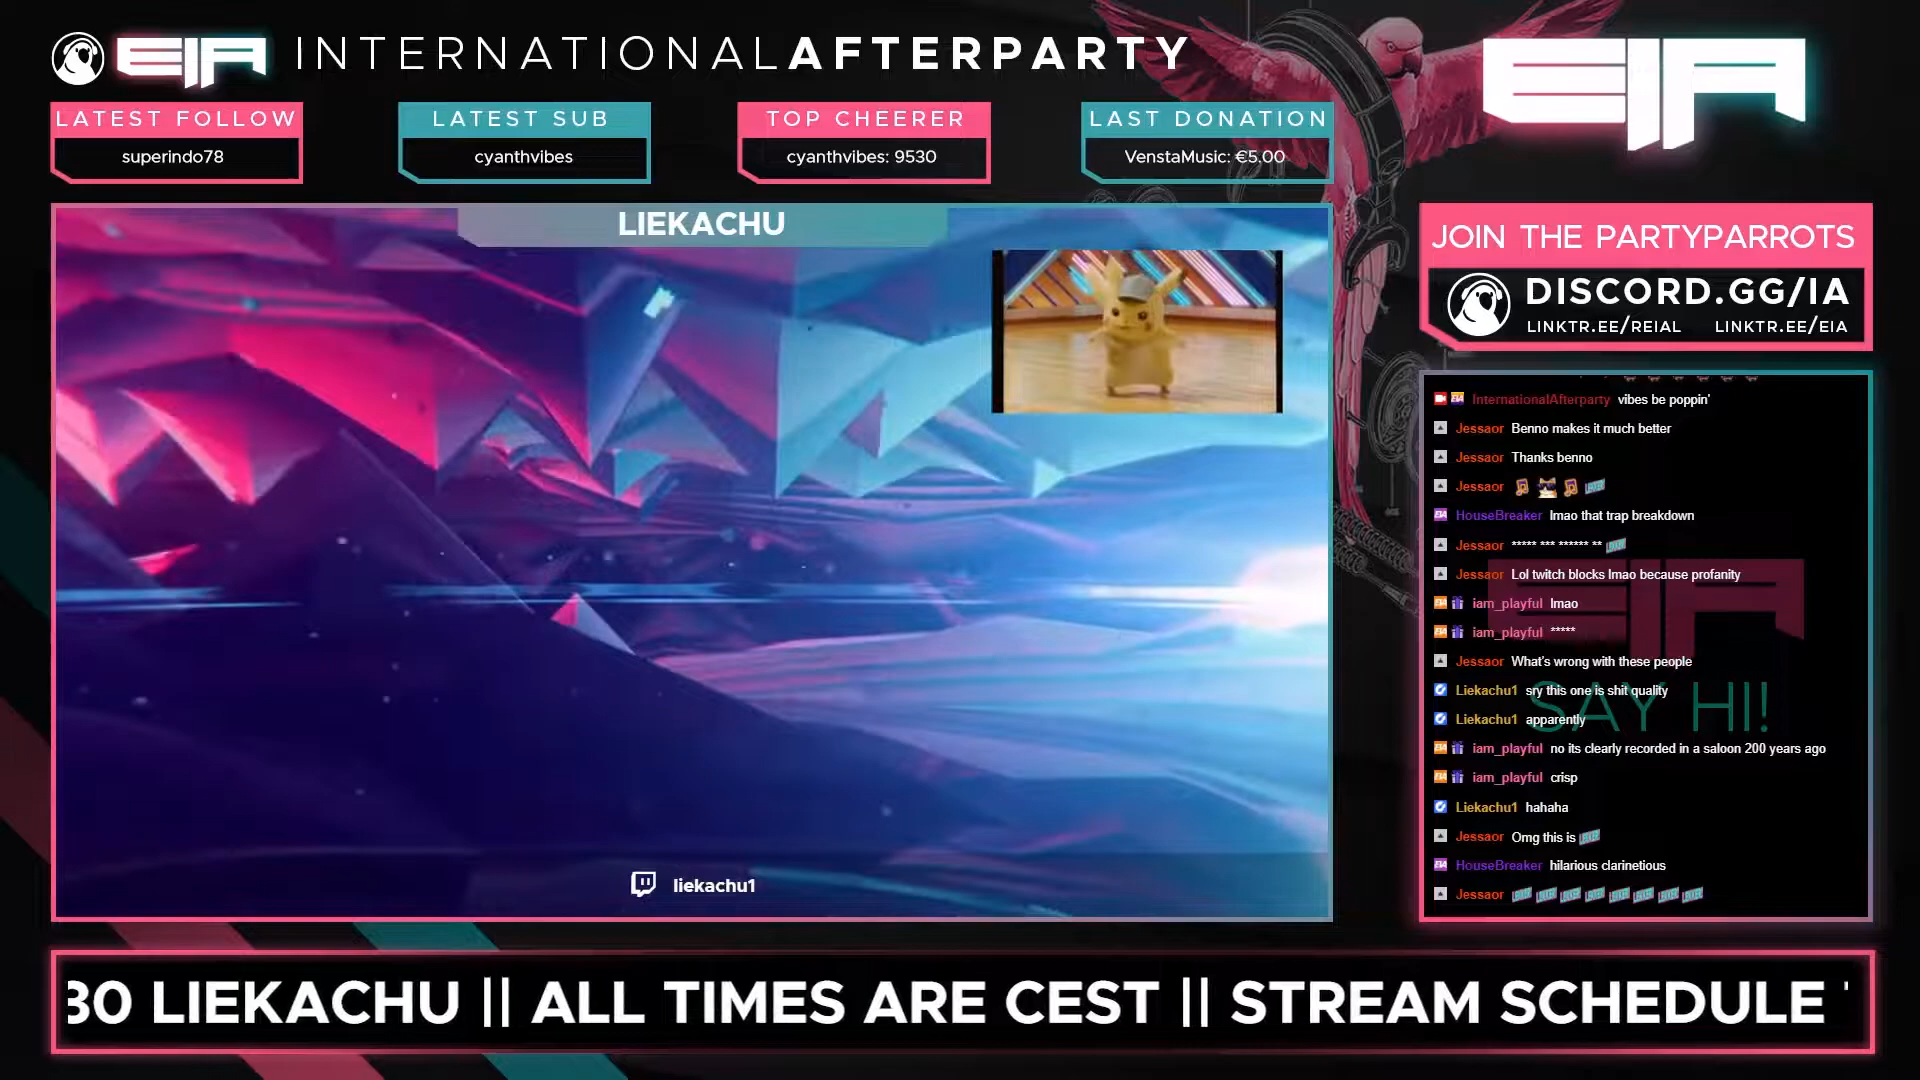 EIA INTERNATIONALAFTERPARTY
EIA
LATEST FOLLOW
superindo78
LATEST SUB
cyanthvibes
TOP CHEERER
cyanthvibes: 9530
LAST DONATION
VenstaMusic: €5.00
LIEKACHU
liekachu1
JOIN THE PARTYPARROTS
DISCORD.GG/IA
LINKTR.EE/REIAL LINKTR.EE/EIA
InternationalAfterparty vibes be poppin'
Jessaor Benno makes it much better
Jessaor Thanks benno
Jessaor
HouseBreaker lmao that trap breakdown
Jessaor ***** *** ****** **
Jessaor Lol twitch blocks lmao because profanity
iam_playful lmao
iam_playful *****
Jessaor What's wrong with these people
Liekachu1 sry this one is shit quality
Liekachu1 apparently
iam_playful no its clearly recorded in a saloon 200 years ago
iam_playful crisp
Liekachu1 hahaha
Jessaor Omg this is
HouseBreaker hilarious clarinetious
Jessaor
EIA
SAY HI!
30 LIEKACHU || ALL TIMES ARE CEST || STREAM SCHEDULE